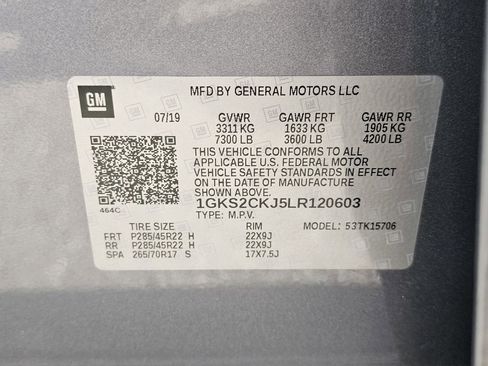 GM
MFD BY GENERAL MOTORS LLC
07/19 GVWR GAWR FRT GAWR RR
3311 KG 1633 KG 1905 KG
7300 LB 3600 LB 4200 LB
THIS VEHICLE CONFORMS TO ALL
APPLICABLE U.S. FEDERAL MOTOR
VEHICLE SAFETY STANDARDS IN EFFECT
ON THE DATE OF MANUFACTURE
SHOWN ABOVE.
1GKS2CKJ5LR120603
464C TYPE: M.P.V.
TIRE SIZE RIM MODEL: 53TK15706
FRT P285/45R22 H 22X9J
RR P285/45R22 H 22X9J
SPA 265/70R17 S 17X7.5J